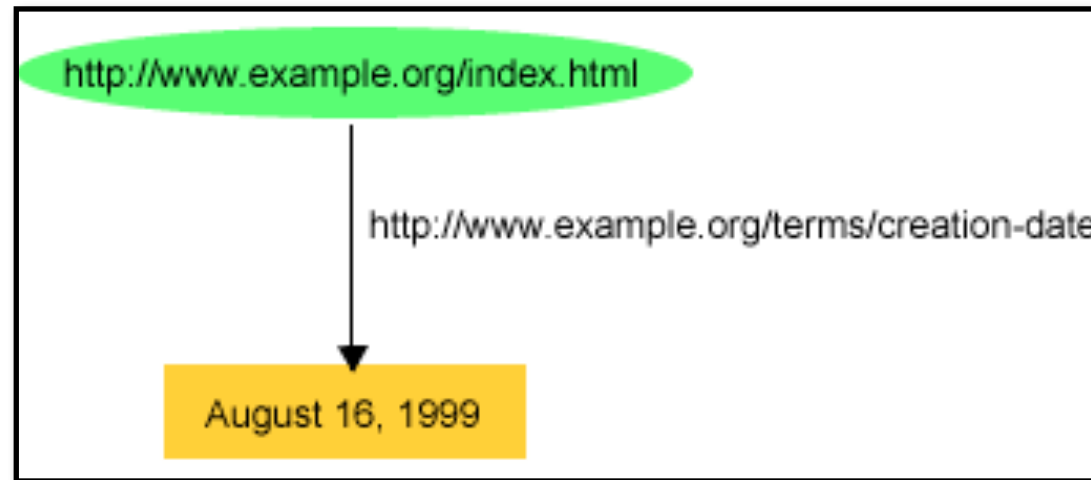 http://www.example.org/index.html
http://www.example.org/terms/creation-date
August 16, 1999